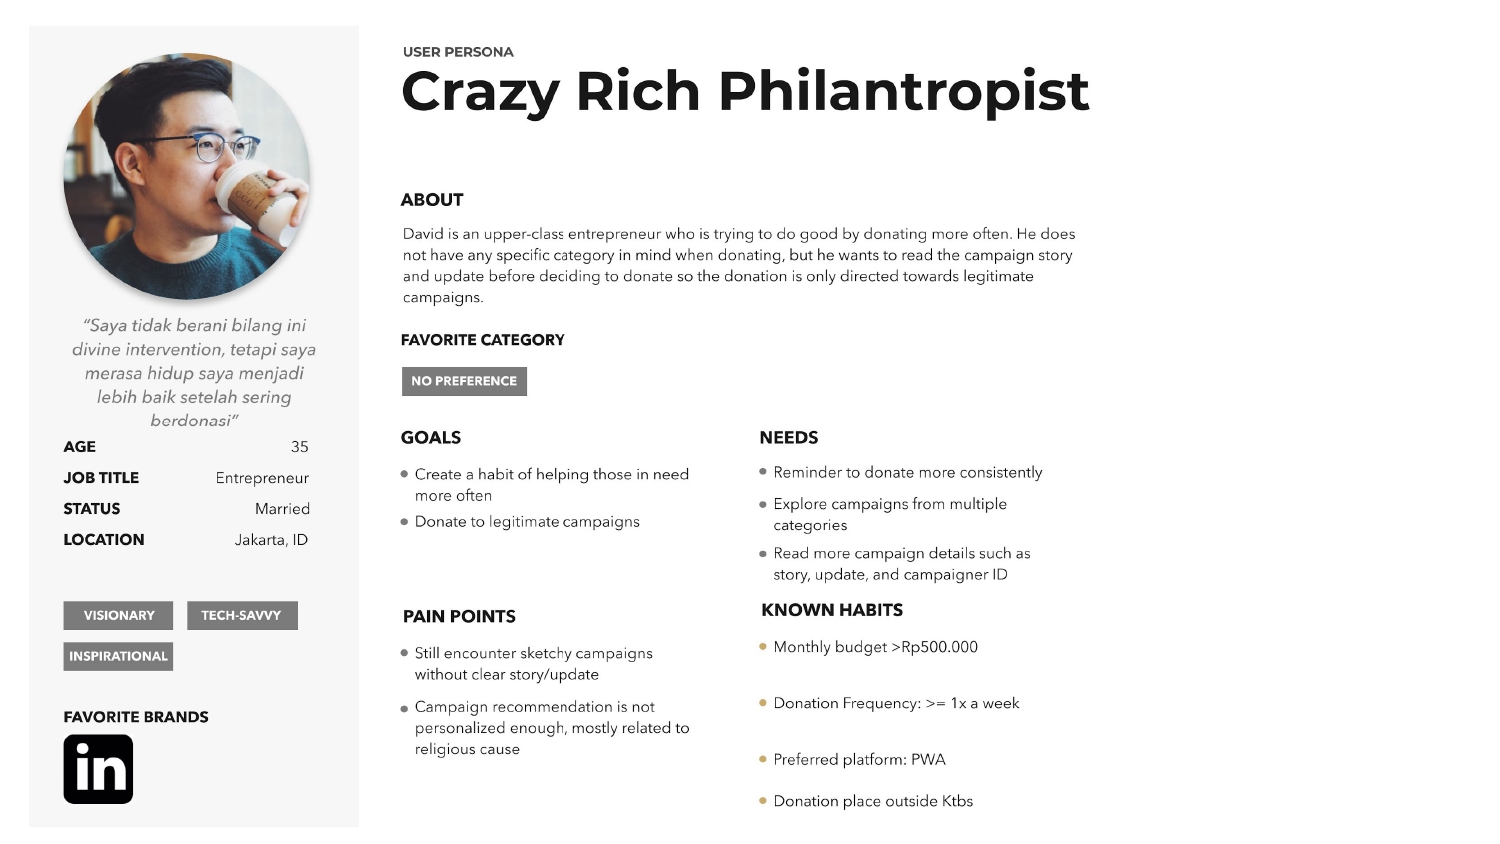 USER PERSONA
Crazy Rich Philantropist
“Saya tidak berani bilang ini
divine intervention, tetapi saya
merasa hidup saya menjadi
lebih baik setelah sering
berdonasi”
AGE 35
JOB TITLE Entrepreneur
STATUS Married
LOCATION Jakarta, ID
VISIONARY TECH-SAVVY
INSPIRATIONAL
FAVORITE BRANDS
in
ABOUT
David is an upper-class entrepreneur who is trying to do good by donating more often. He does
not have any specific category in mind when donating, but he wants to read the campaign story
and update before deciding to donate so the donation is only directed towards legitimate
campaigns.
FAVORITE CATEGORY
NO PREFERENCE
GOALS
Create a habit of helping those in need
more often
Donate to legitimate campaigns
NEEDS
Reminder to donate more consistently
Explore campaigns from multiple
categories
Read more campaign details such as
story, update, and campaigner ID
PAIN POINTS
Still encounter sketchy campaigns
without clear story/update
Campaign recommendation is not
personalized enough, mostly related to
religious cause
KNOWN HABITS
Monthly budget >Rp500.000
Donation Frequency: >= 1x a week
Preferred platform: PWA
Donation place outside Ktbs